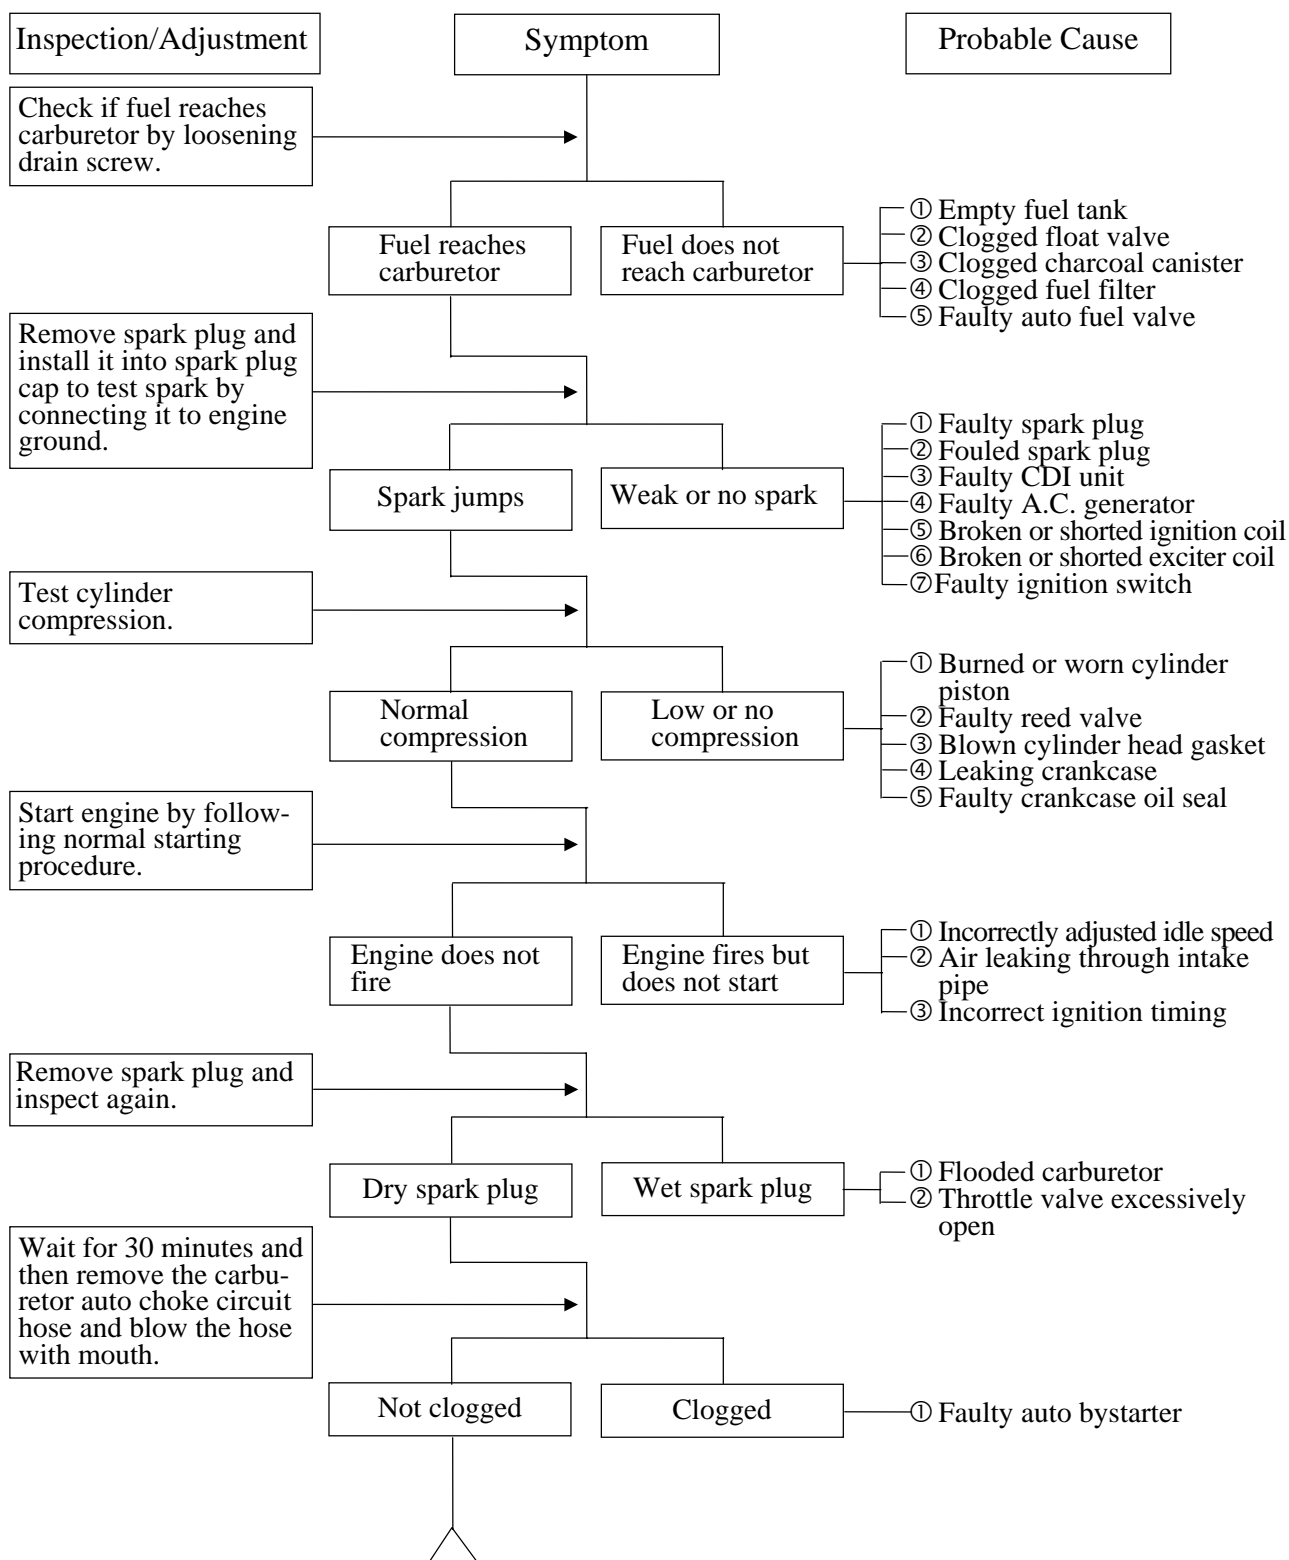 Inspection/Adjustment
Symptom
Probable Cause
Check if fuel reaches
carburetor by loosening
drain screw.
Fuel reaches
carburetor
Fuel does not
reach carburetor
① Empty fuel tank
② Clogged float valve
③ Clogged charcoal canister
④ Clogged fuel filter
⑤ Faulty auto fuel valve
Remove spark plug and
install it into spark plug
cap to test spark by
connecting it to engine
ground.
Spark jumps
Weak or no spark
① Faulty spark plug
② Fouled spark plug
③ Faulty CDI unit
④ Faulty A.C. generator
⑤ Broken or shorted ignition coil
⑥ Broken or shorted exciter coil
⑦Faulty ignition switch
Test cylinder
compression.
Normal
compression
Low or no
compression
① Burned or worn cylinder
piston
② Faulty reed valve
③ Blown cylinder head gasket
④ Leaking crankcase
⑤ Faulty crankcase oil seal
Start engine by follow-
ing normal starting
procedure.
Engine does not
fire
Engine fires but
does not start
① Incorrectly adjusted idle speed
② Air leaking through intake
pipe
③ Incorrect ignition timing
Remove spark plug and
inspect again.
Dry spark plug
Wet spark plug
① Flooded carburetor
② Throttle valve excessively
open
Wait for 30 minutes and
then remove the carbu-
retor auto choke circuit
hose and blow the hose
with mouth.
Not clogged
Clogged
① Faulty auto bystarter